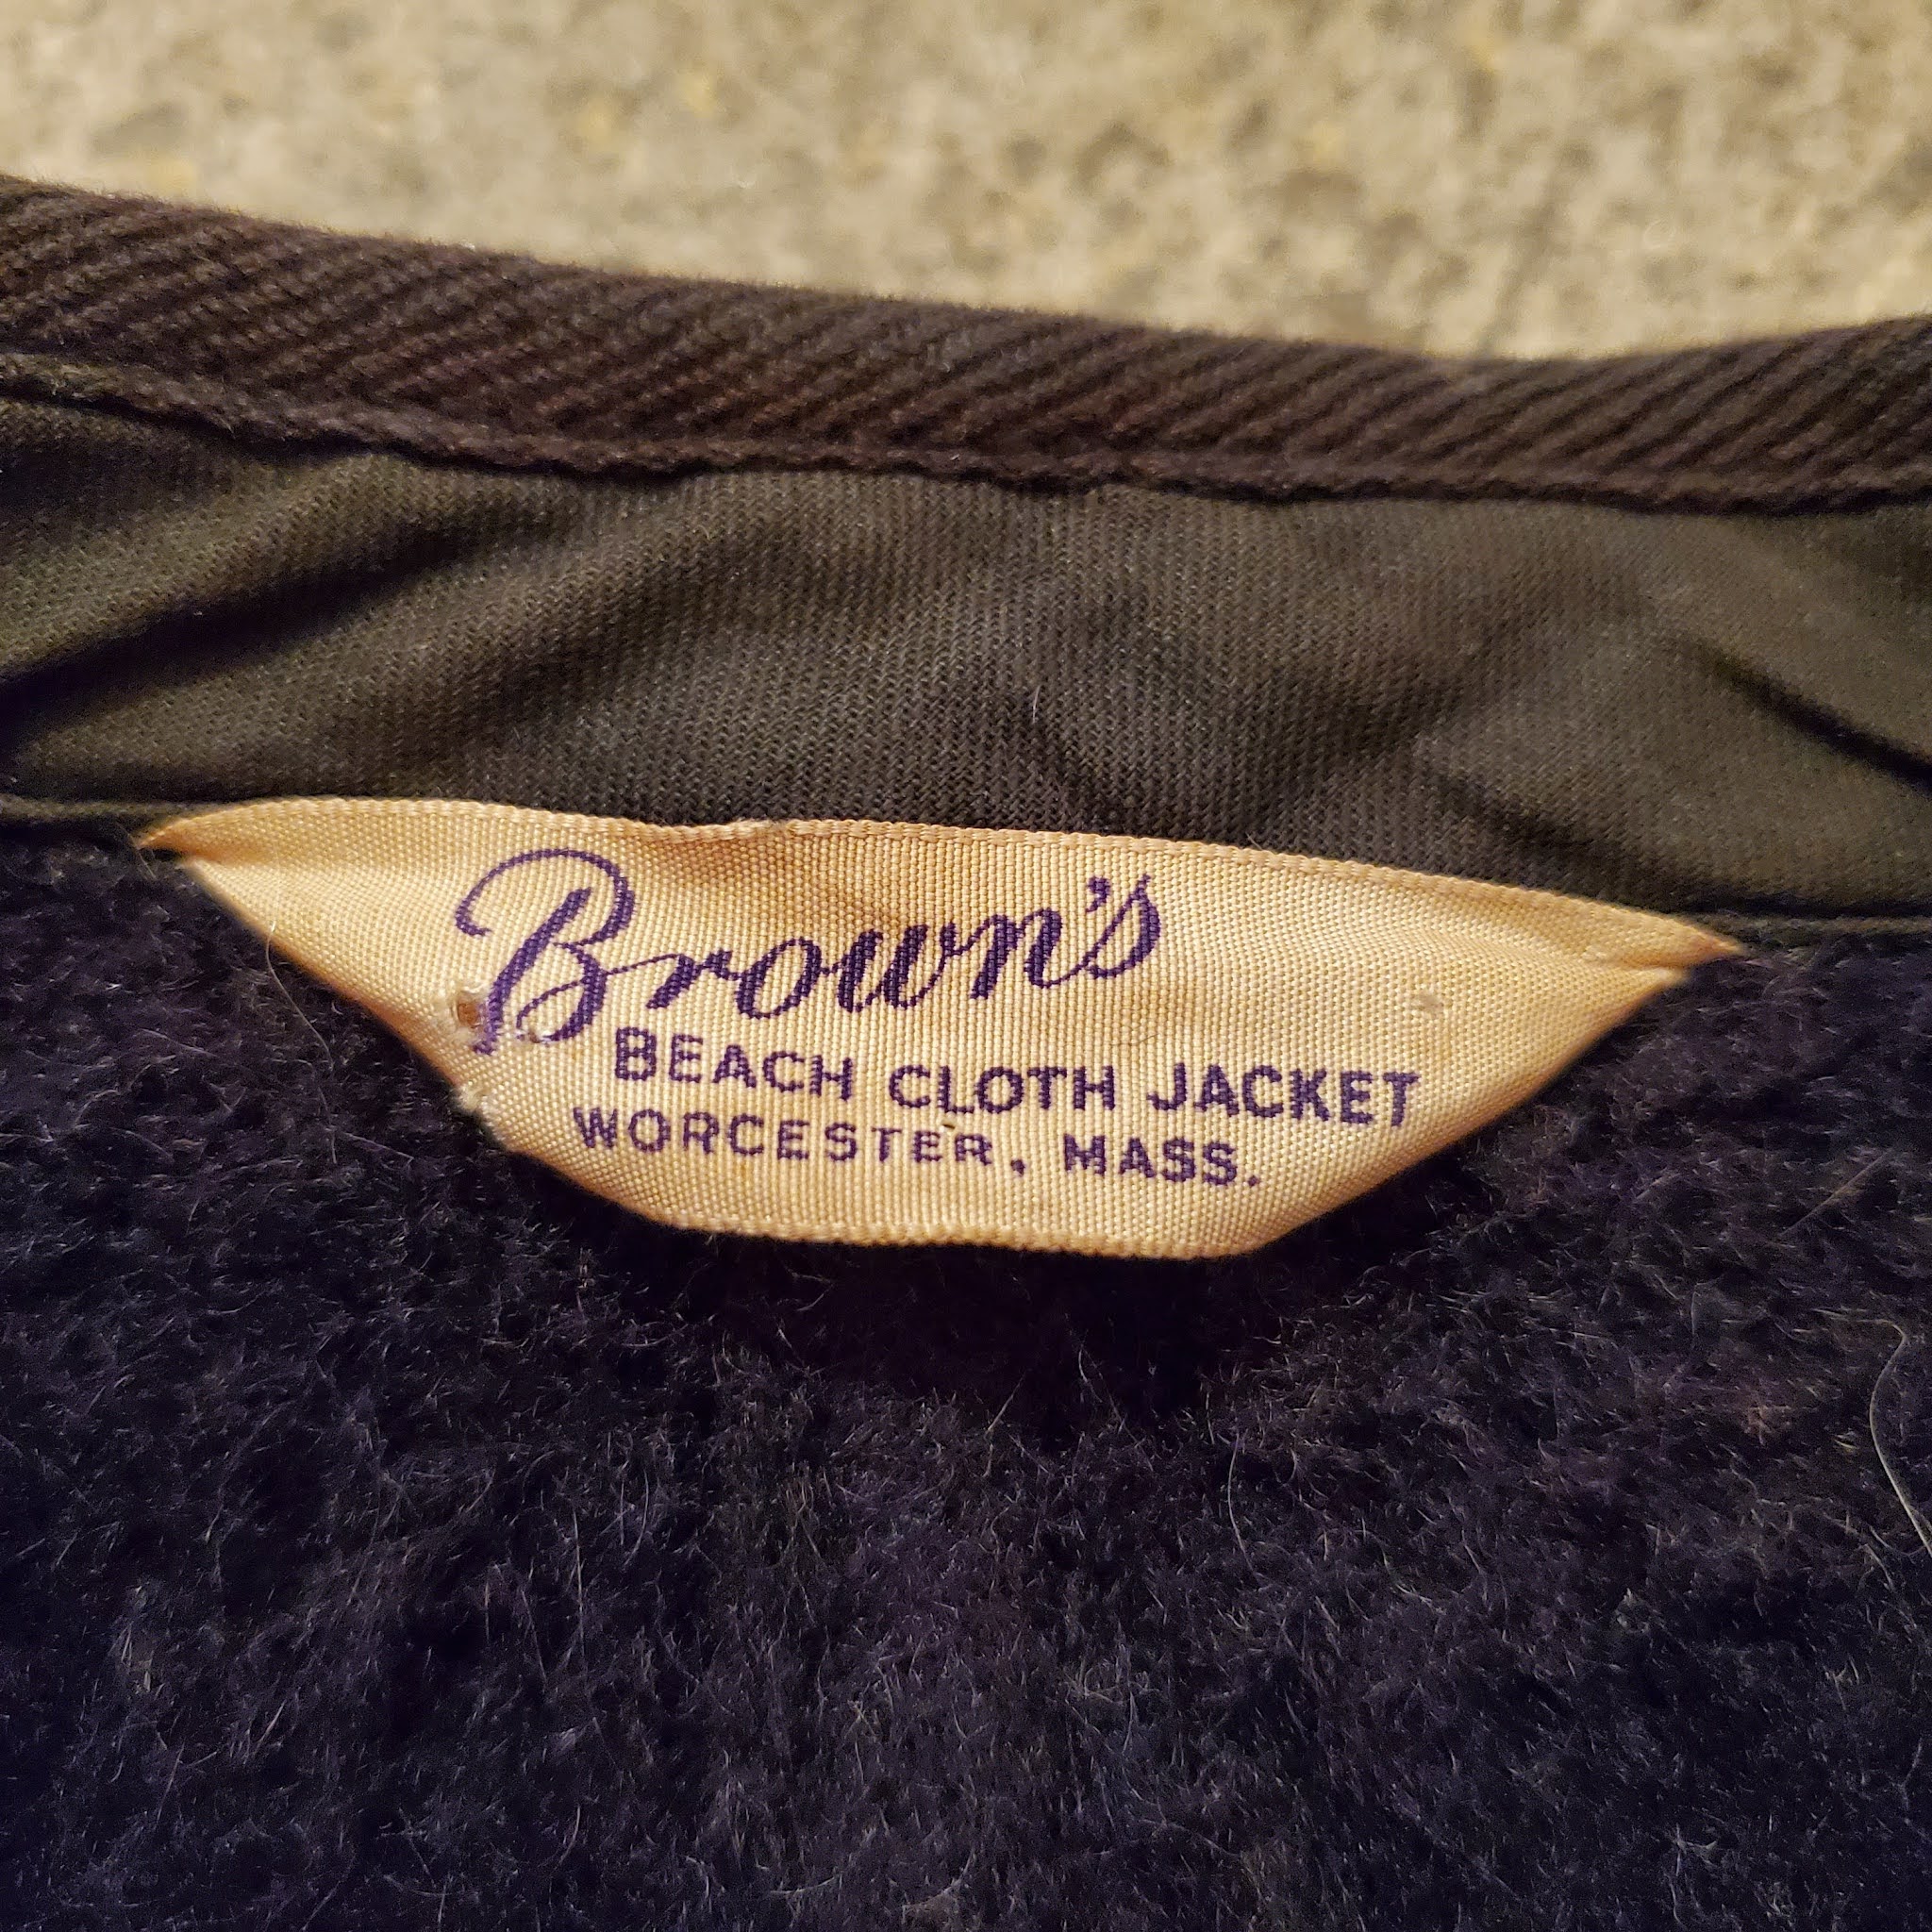 Brown's
BEACH CLOTH JACKET
WORCESTER, MASS.